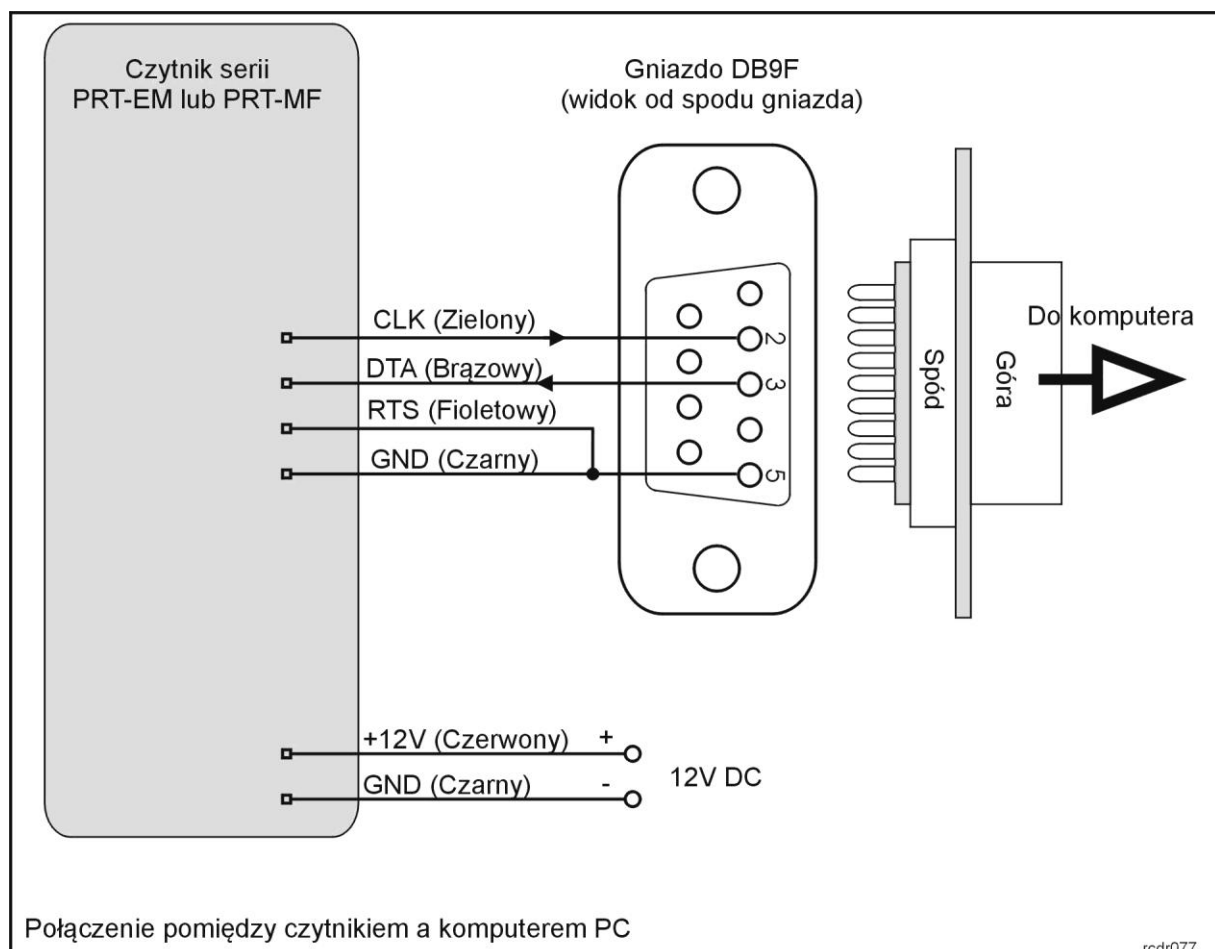 Czytnik serii
PRT-EM lub PRT-MF
Gniazdo DB9F
(widok od spodu gniazda)
CLK (Zielony)
2
DTA (Brązowy)
3
RTS (Fioletowy)
GND (Czarny)
5
Spód
Góra
Do komputera
+12V (Czerwony) +
GND (Czarny) -
12V DC
Połączenie pomiędzy czytnikiem a komputerem PC
rcdr077